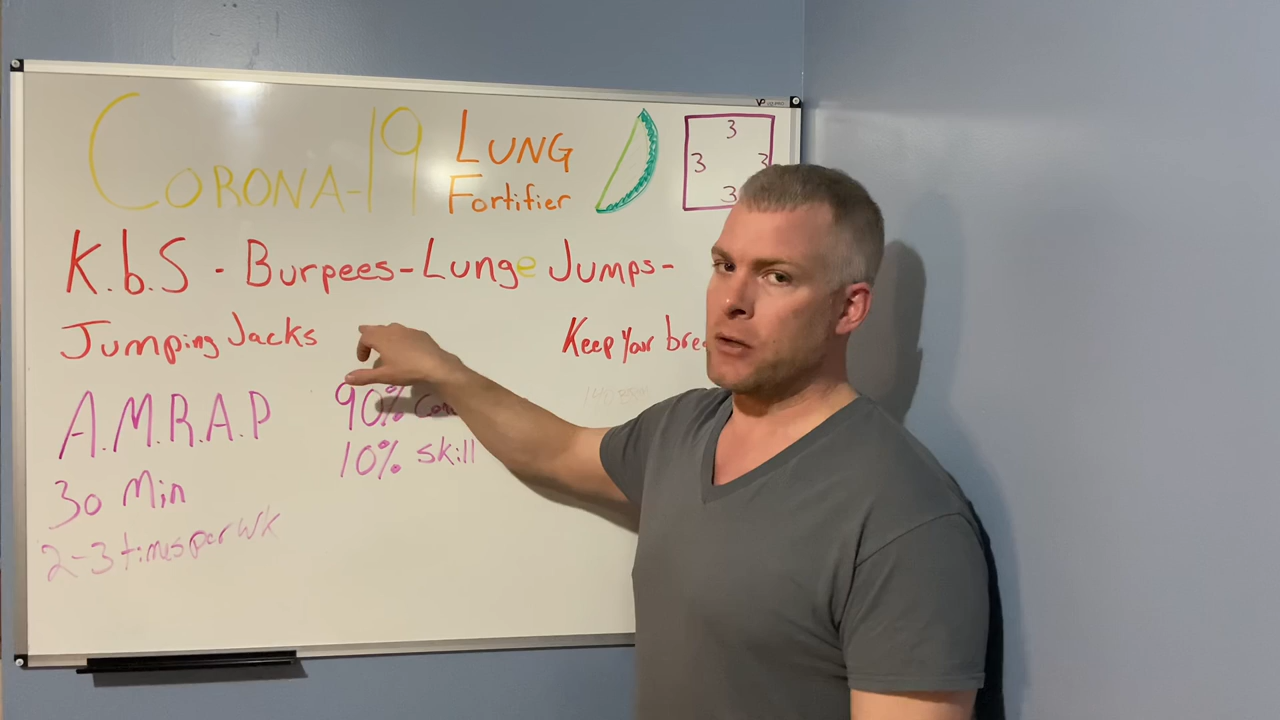 CORONA-19 LUNG Fortifier
3
3 3
3
K.b.S - Burpees - Lunge Jumps -
Jumping Jacks
Keep Your
A.M.R.A.P
90%
10% skill
30 Min
2-3 times per wk